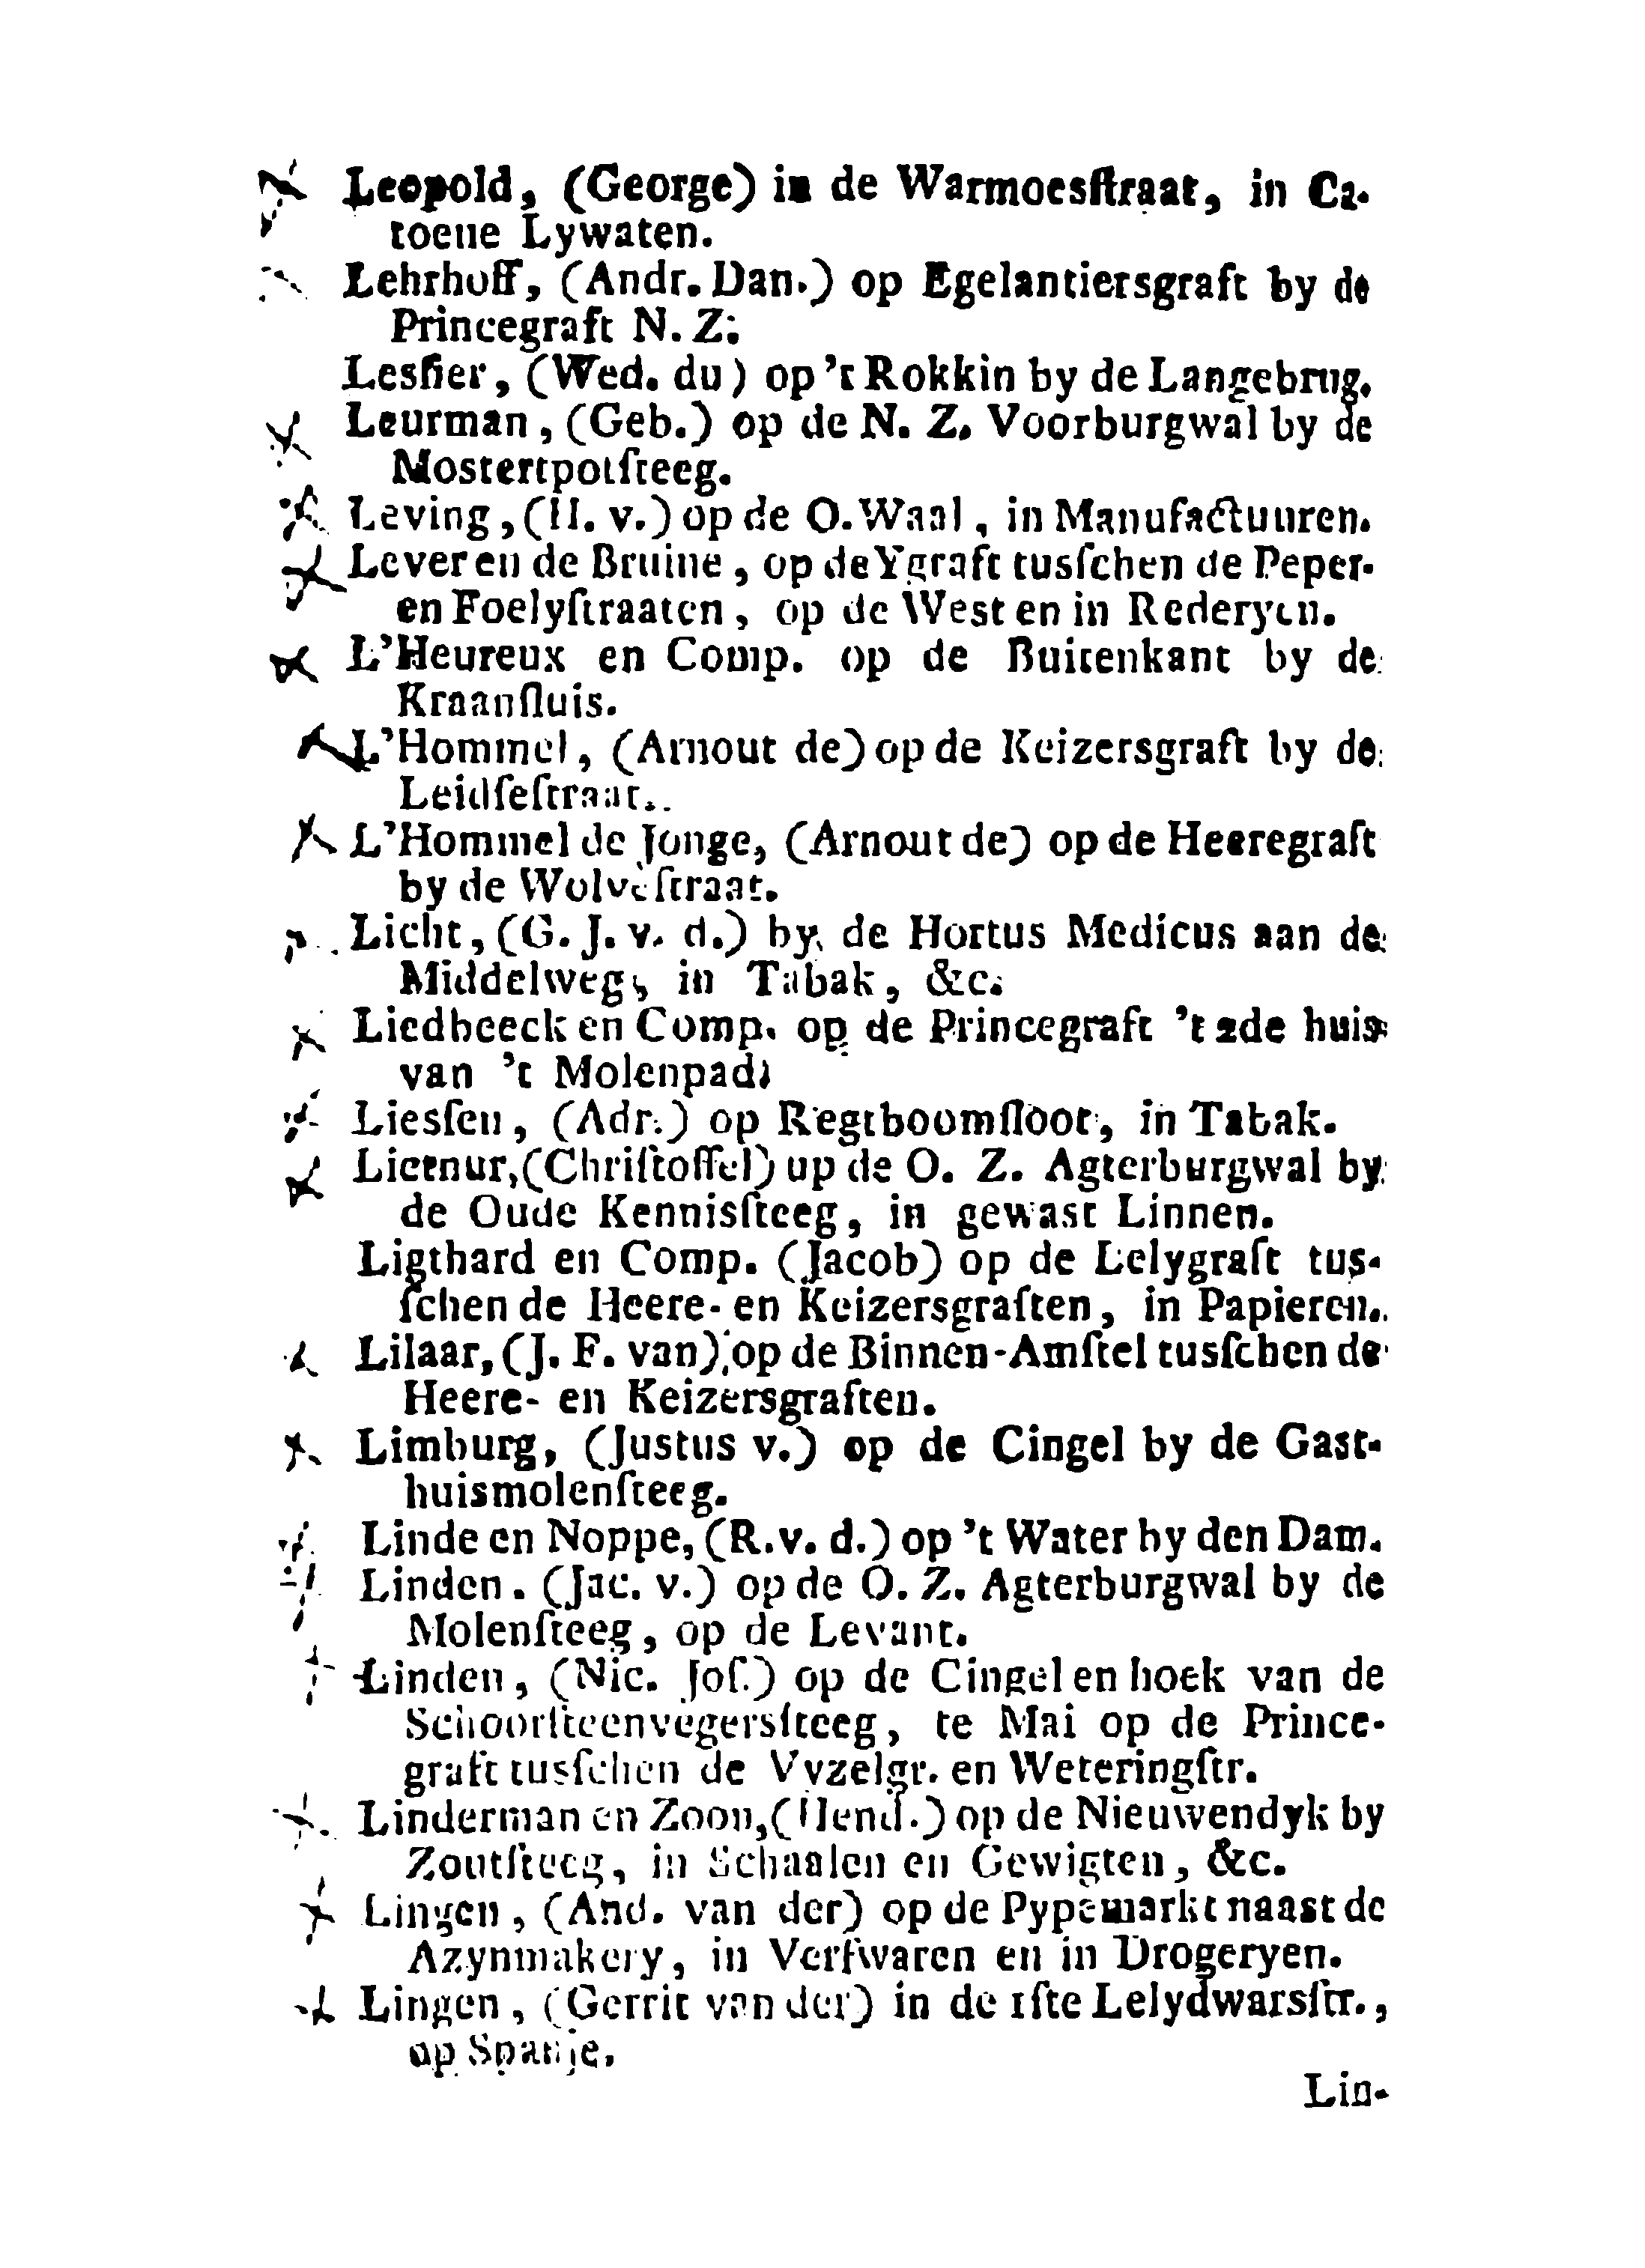 Leopold, (George) in de Warmoesſtraat, in Ca-
toene Lywaten.
Lehrhoff, (Andr. Dan.) op Egelantiersgraft by de
Princegraft N. Z.
Lesſier, (Wed. du) op 't Rokkin by de Langebrug.
Leurman, (Geb.) op de N. Z. Voorburgwal by de
Mostertpotſteeg.
Leving, (H. v.) op de O. Waal, in Manufactuuren.
Lever en de Bruine, op de Ygraft tusſchen de Peper-
en Foelyſtraaten, op de West en in Rederyen.
L'Heureux en Comp. op de Buitenkant by de
Kraanſluis.
L'Hommel, (Arnout de) op de Keizersgraft by de
Leidſeſtraat.
L'Hommel de Jonge, (Arnout de) op de Heeregraft
by de Wolveſtraat.
Licht, (G. J. v. d.) by de Hortus Medicus aan de
Middelweg, in Tabak, &c.
Liedbeeck en Comp. op de Princegraft 't 2de huis
van 't Molenpad.
Liesſen, (Adr.) op Regtboomſloot, in Tabak.
Lietnur, (Chriſtoffel) op de O. Z. Agterburgwal by
de Oude Kennisſteeg, in gewast Linnen.
Ligthard en Comp. (Jacob) op de Lelygraft tus-
ſchen de Heere- en Keizersgraften, in Papieren.
Lilaar, (J. F. van) op de Binnen-Amſtel tusſchen de
Heere- en Keizersgraften.
Limburg, (Justus v.) op de Cingel by de Gast-
huismolenſteeg.
Linde en Noppe, (R. v. d.) op 't Water by den Dam.
Linden. (Jac. v.) op de O. Z. Agterburgwal by de
Molenſteeg, op de Levant.
Linden, (Nic. Joſ.) op de Cingel en hoek van de
Schoorſteenvegersſteeg, te Mai op de Prince-
graft tusſchen de Vyzelgr. en Weteringſtr.
Linderman en Zoon, (Hend.) op de Nieuwendyk by
Zoutſteeg, in Schaalen en Gewigten, &c.
Lingen, (And. van der) op de Pypemarkt naast de
Azynmakery, in Verfwaren en in Drogeryen.
Lingen, (Gerrit van der) in de 1ſte Lelydwarsſtr.,
op Spanje.
Lin-